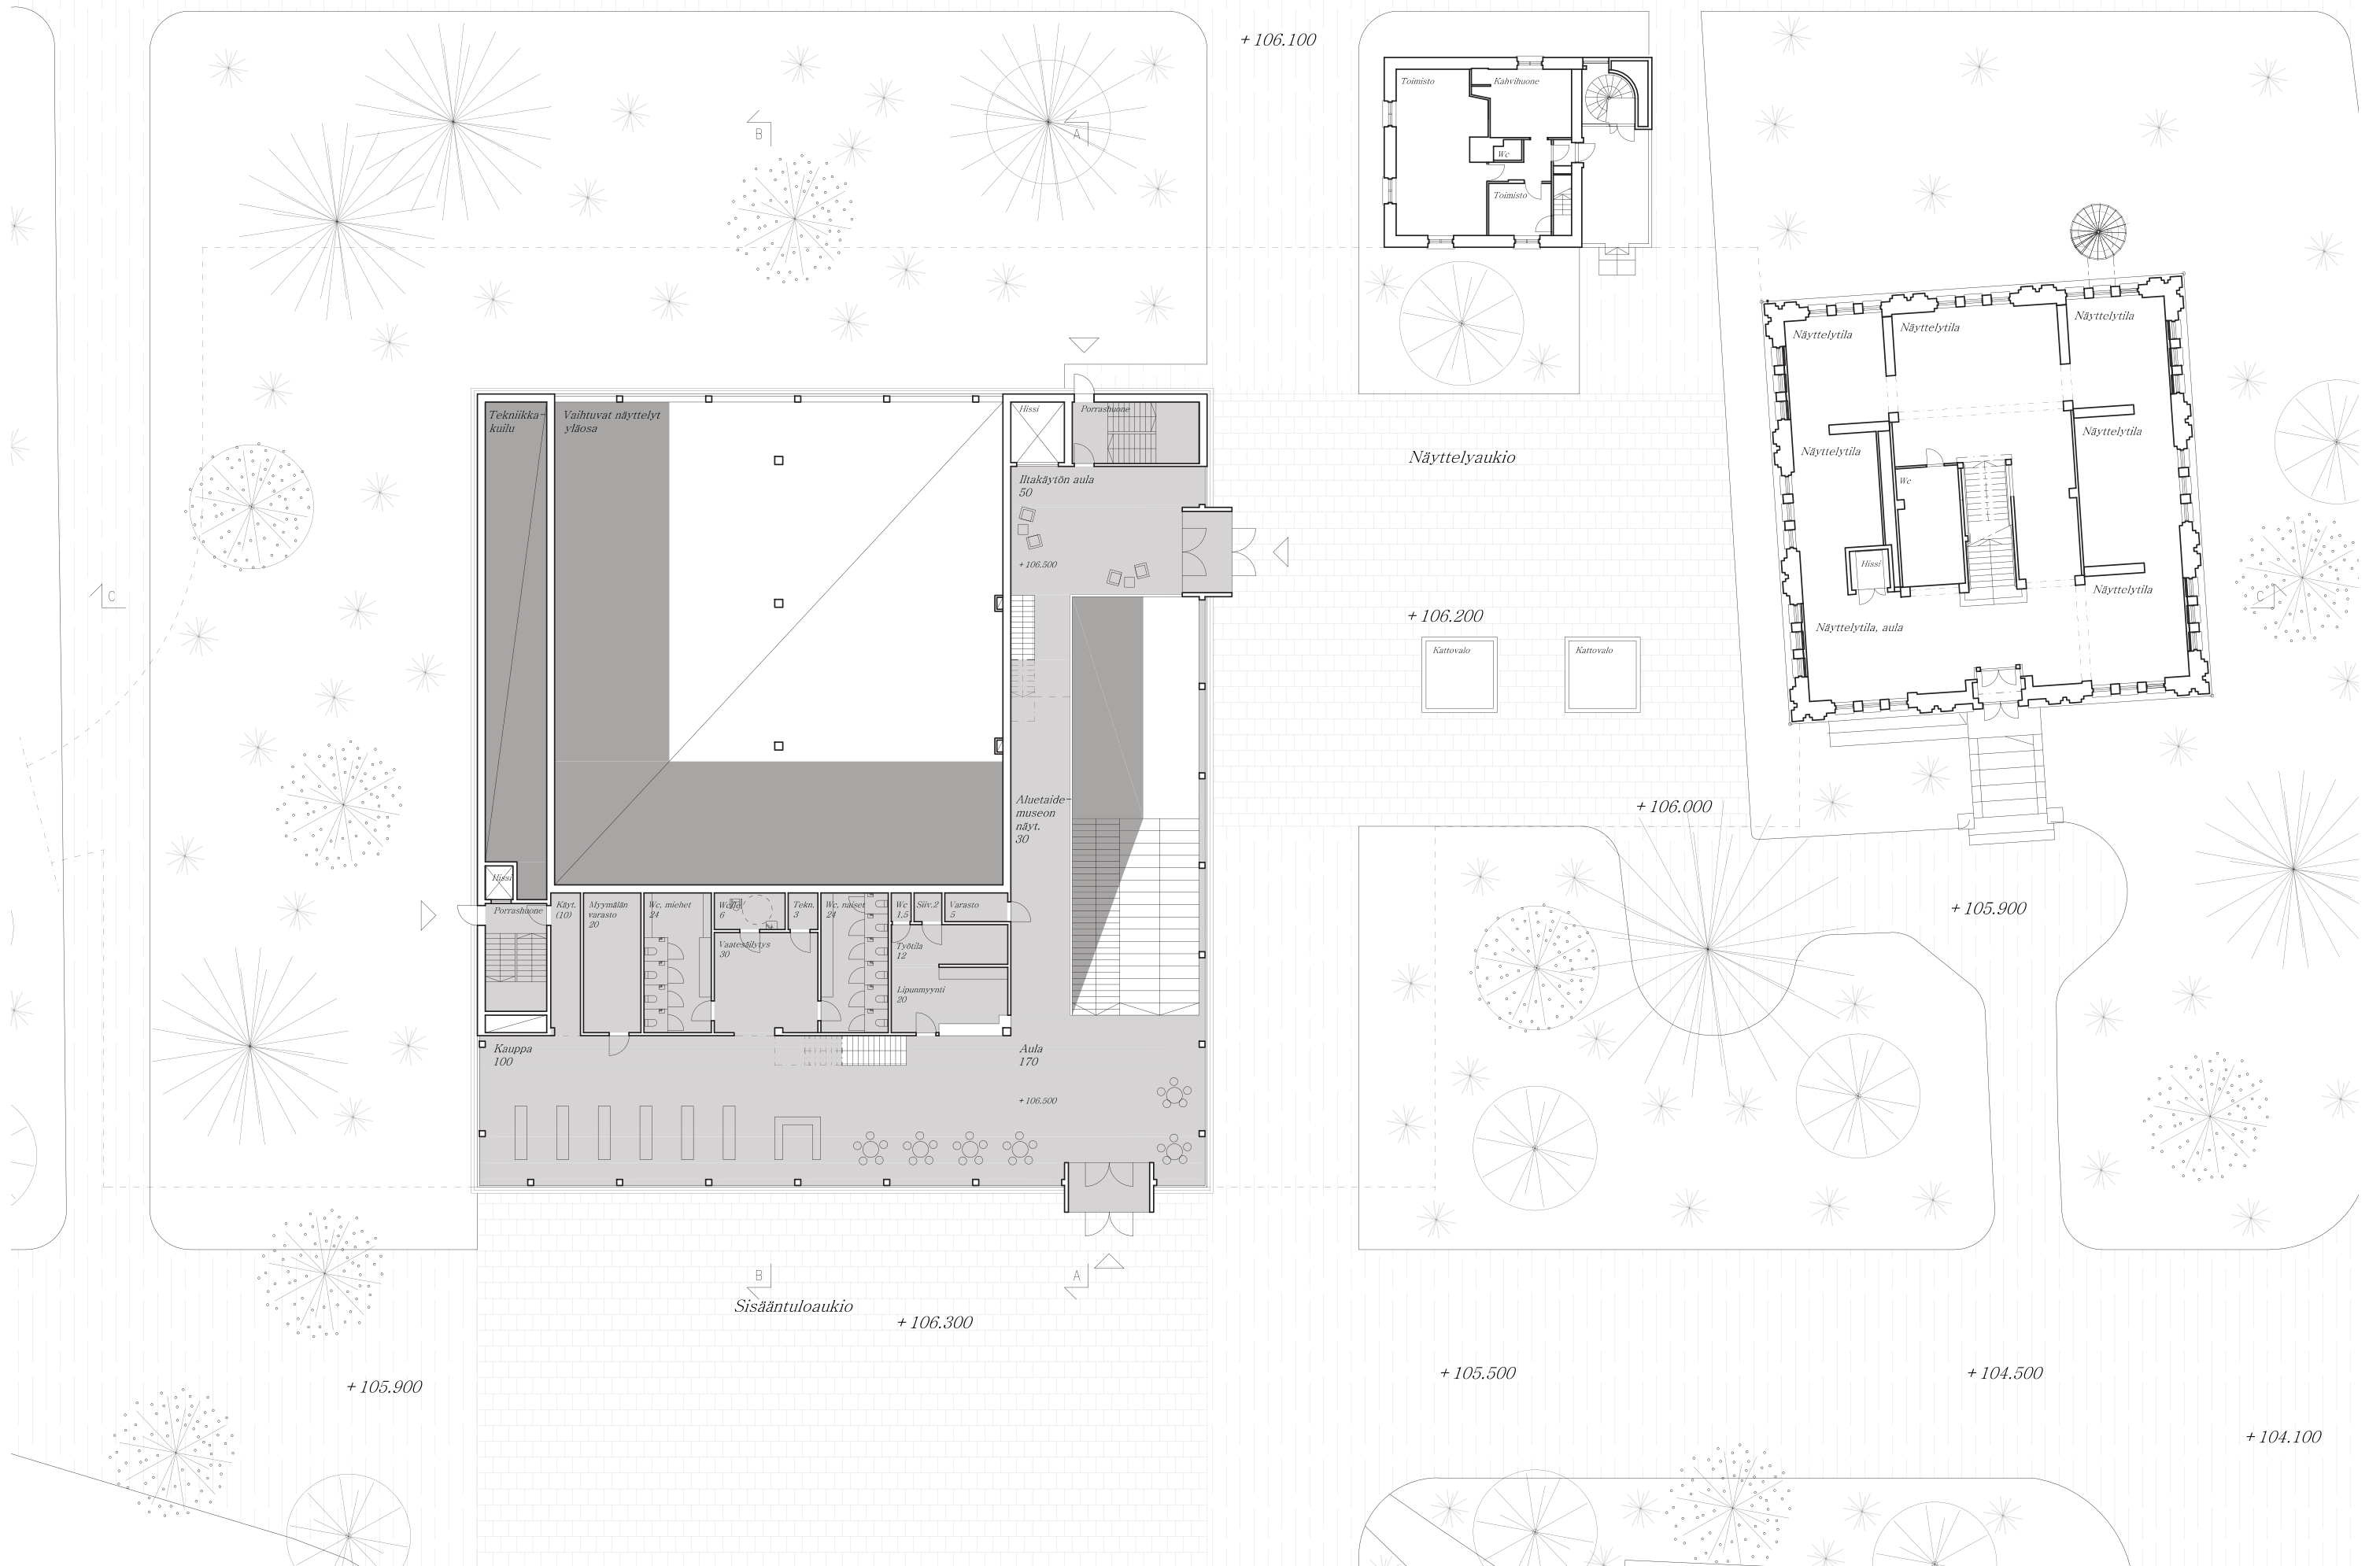 + 106.100
Toimisto
Kahvihuone
Wc
Toimisto
B
A
Näyttelytila
Näyttelytila
Näyttelytila
Näyttelytila
Näyttelytila
Wc
Hissi
Näyttelytila
Näyttelytila, aula
Tekniikka-
kuilu
Vaihtuvat näyttelyt
yläosa
Hissi
Porrashuone
Iltakäytön aula
50
+ 106.500
Näyttelyaukio
+ 106.200
Kattovalo
Kattovalo
C
C
Aluetaide-
museon
näyt.
30
+ 106.000
+ 105.900
Hissi
Porrashuone
Käyt.
(10)
Myymälän
varasto
20
Wc, miehet
24
6
Tekn.
3
Wc, naiset
24
Wc
1,5
Siiv.2
Varasto
5
Vaatesäilytys
30
Työtila
12
Lipunmyynti
20
Kauppa
100
Aula
170
+ 106.500
B
A
Sisääntuloaukio
+ 106.300
+ 105.900
+ 105.500
+ 104.500
+ 104.100